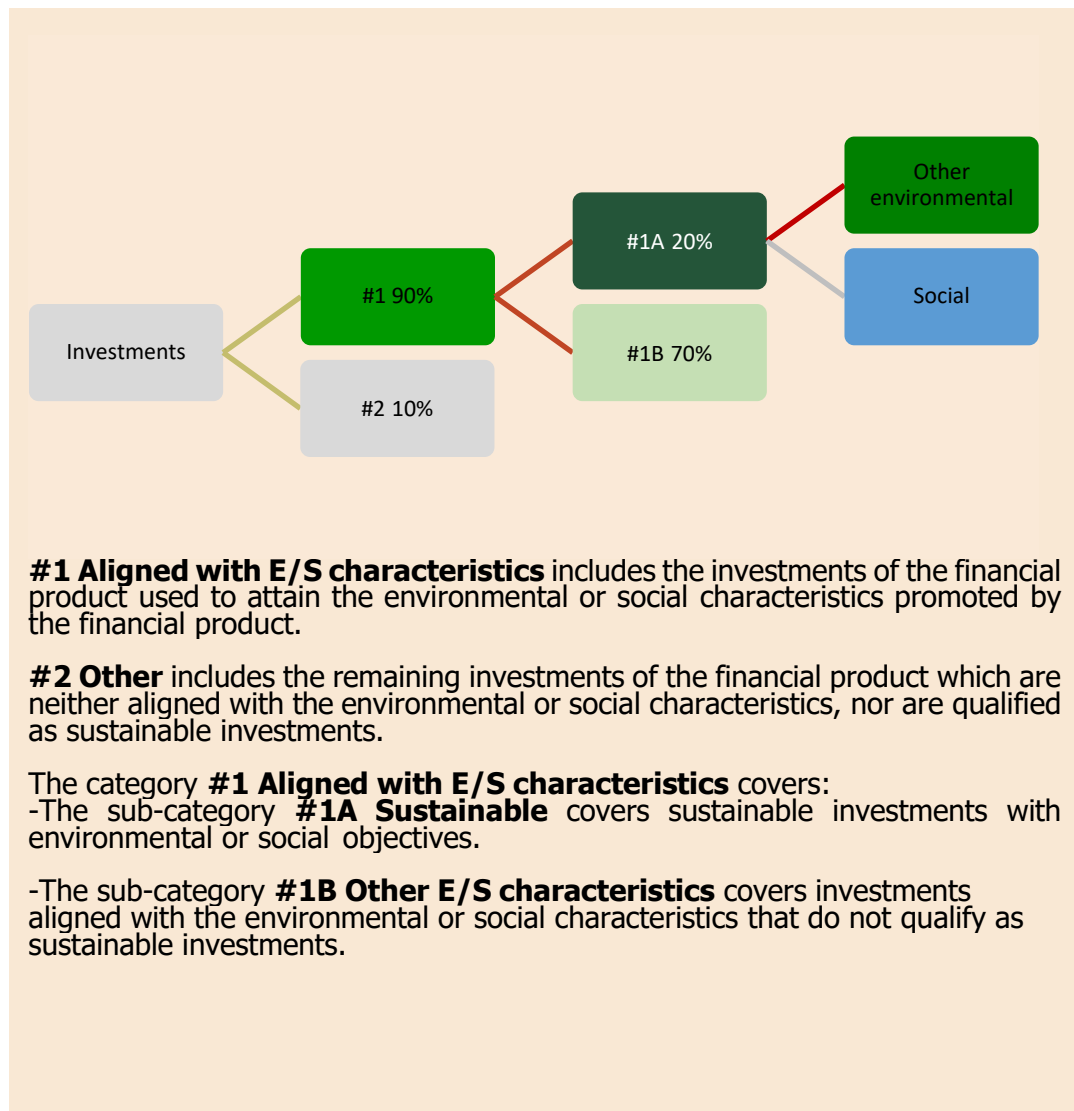 Other
environmental
#1A 20%
#1 90%
Social
Investments
#1B 70%
#2 10%
#1 Aligned with E/S characteristics includes the investments of the financial
product used to attain the environmental or social characteristics promoted by
the financial product.
#2 Other includes the remaining investments of the financial product which are
neither aligned with the environmental or social characteristics, nor are qualified
as sustainable investments.
The category #1 Aligned with E/S characteristics covers:
-The sub-category #1A Sustainable covers sustainable investments with
environmental or social objectives.
-The sub-category #1B Other E/S characteristics covers investments
aligned with the environmental or social characteristics that do not qualify as
sustainable investments.